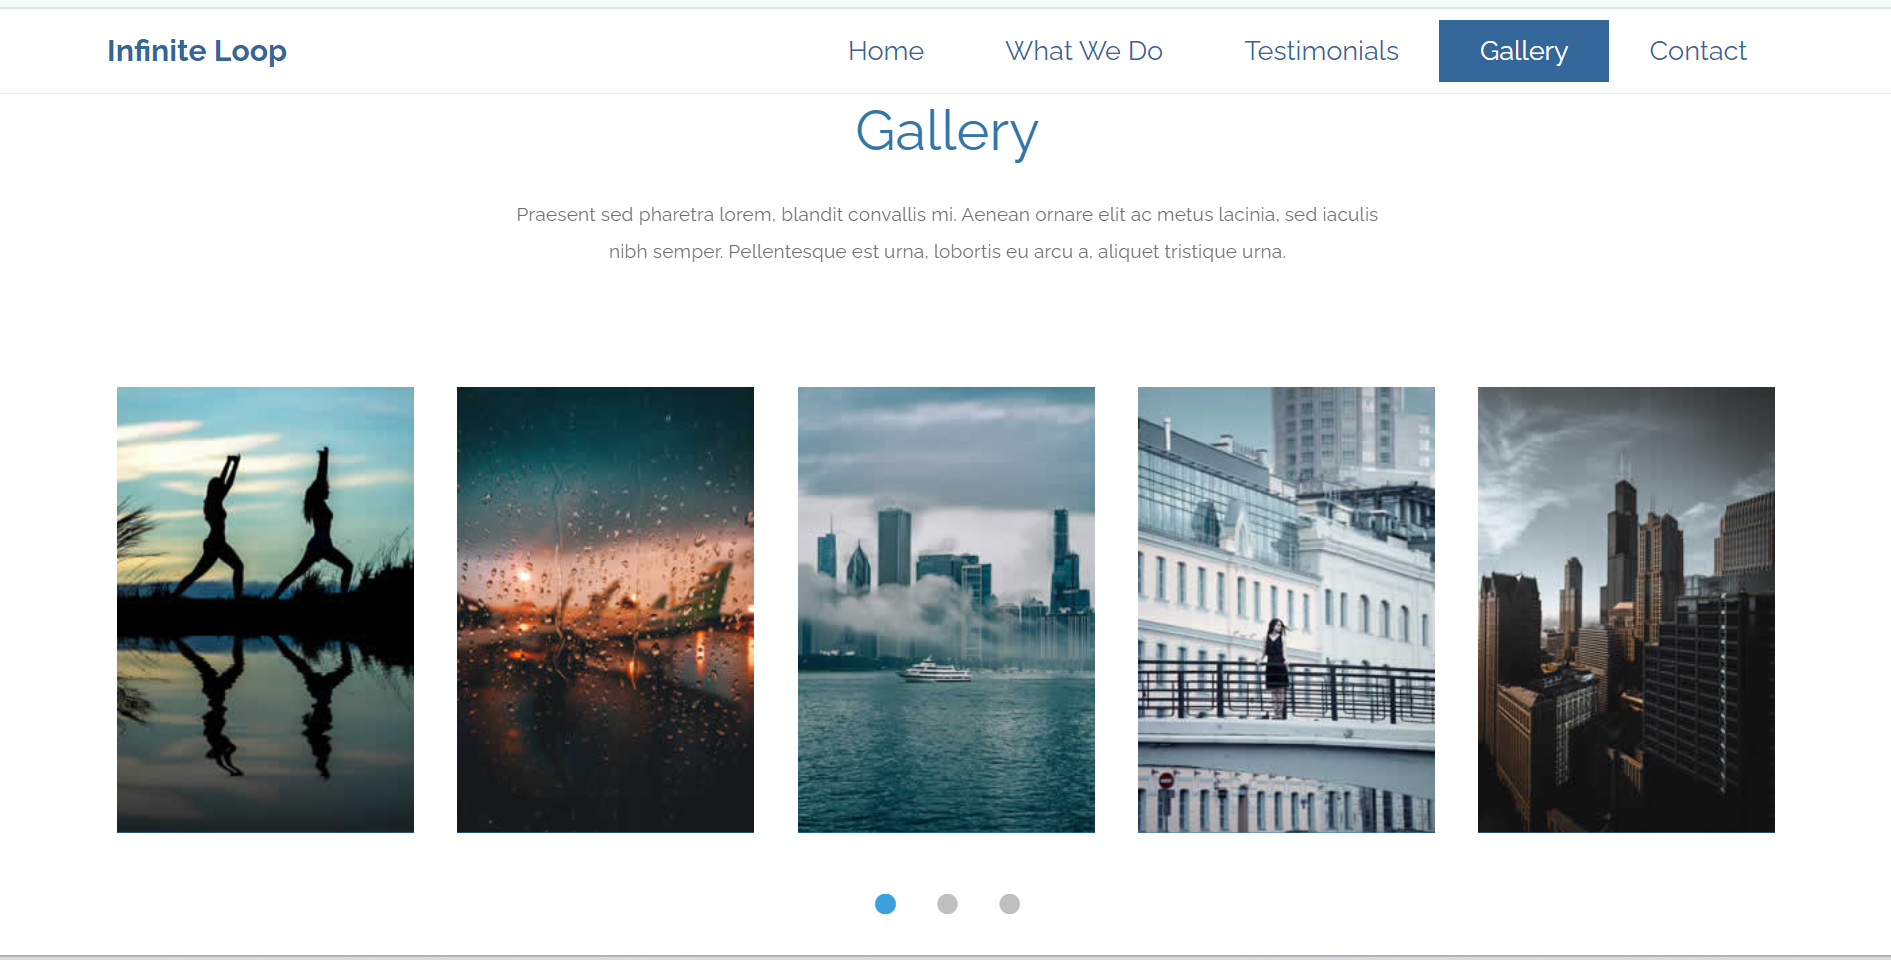 Infinite Loop
Home What We Do Testimonials Gallery Contact
Gallery
Praesent sed pharetra lorem, blandit convallis mi. Aenean ornare elit ac metus lacinia, sed iaculis
nibh semper. Pellentesque est urna, lobortis eu arcu a, aliquet tristique urna.